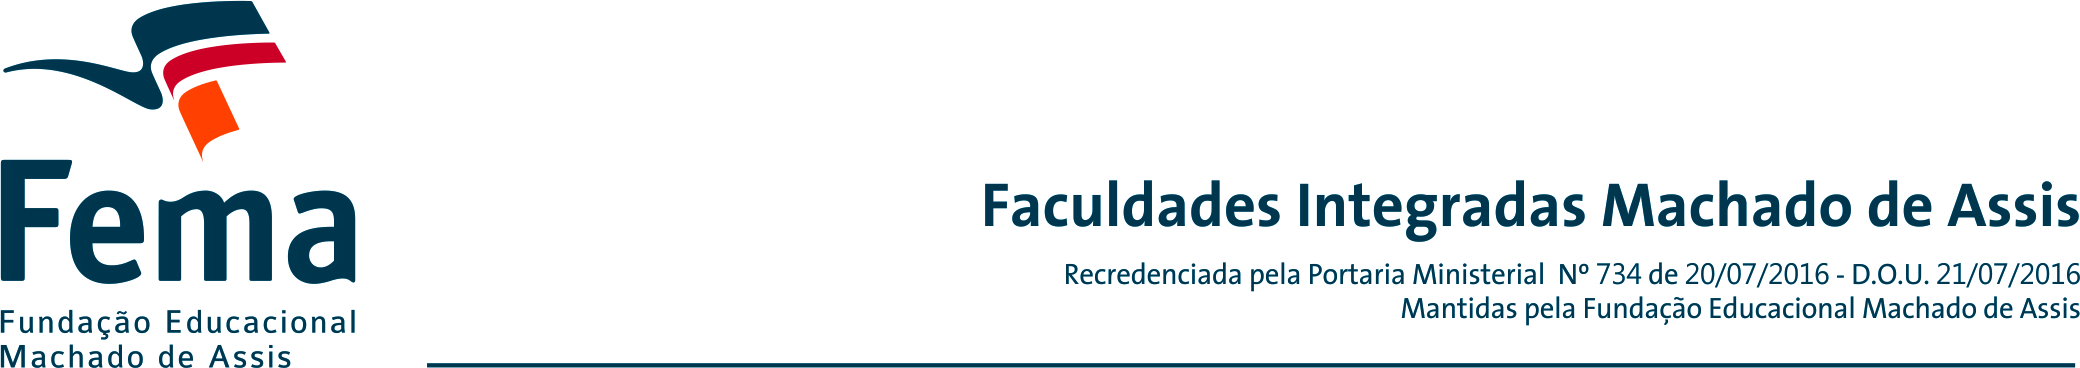 Fema
Fundação Educacional
Machado de Assis
Faculdades Integradas Machado de Assis
Recredenciada pela Portaria Ministerial  Nº 734 de 20/07/2016 - D.O.U. 21/07/2016
Mantidas pela Fundação Educacional Machado de Assis